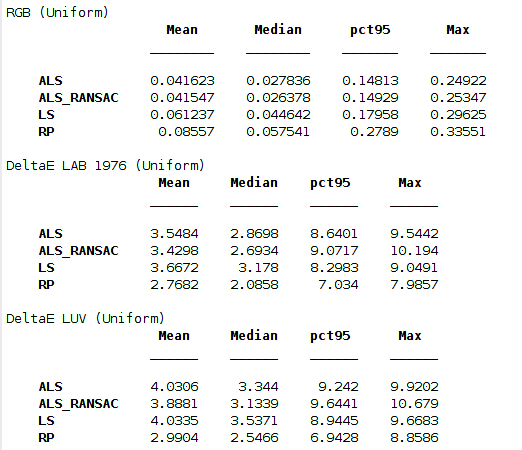 RGB (Uniform)
Mean Median pct95 Max
ALS 0.041623 0.027836 0.14813 0.24922
ALS_RANSAC 0.041547 0.026378 0.14929 0.25347
LS 0.061237 0.044642 0.17958 0.29625
RP 0.08557 0.057541 0.2789 0.33551
DeltaE LAB 1976 (Uniform)
Mean Median pct95 Max
ALS 3.5484 2.8698 8.6401 9.5442
ALS_RANSAC 3.4298 2.6934 9.0717 10.194
LS 3.6672 3.178 8.2983 9.0491
RP 2.7682 2.0858 7.034 7.9857
DeltaE LUV (Uniform)
Mean Median pct95 Max
ALS 4.0306 3.344 9.242 9.9202
ALS_RANSAC 3.8881 3.1339 9.6441 10.679
LS 4.0335 3.5371 8.9445 9.6683
RP 2.9904 2.5466 6.9428 8.8586